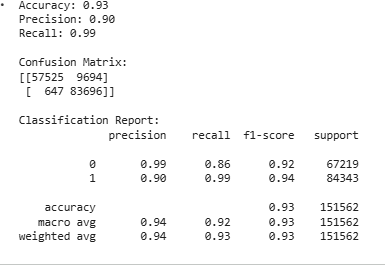 • Accuracy: 0.93
Precision: 0.90
Recall: 0.99
Confusion Matrix:
[[57525 9694]
[ 647 83696]]
Classification Report:
precision recall f1-score support
0 0.99 0.86 0.92 67219
1 0.90 0.99 0.94 84343
accuracy 0.93 151562
macro avg 0.94 0.92 0.93 151562
weighted avg 0.94 0.93 0.93 151562